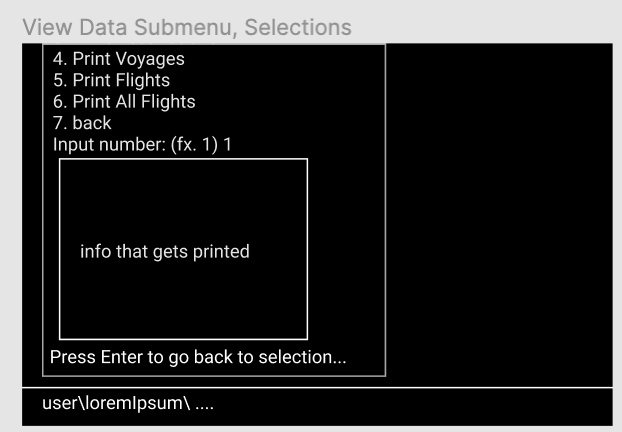 View Data Submenu, Selections
4. Print Voyages
5. Print Flights
6. Print All Flights
7. back
Input number: (fx. 1) 1
info that gets printed
Press Enter to go back to selection...
user\loremIpsum\ ....